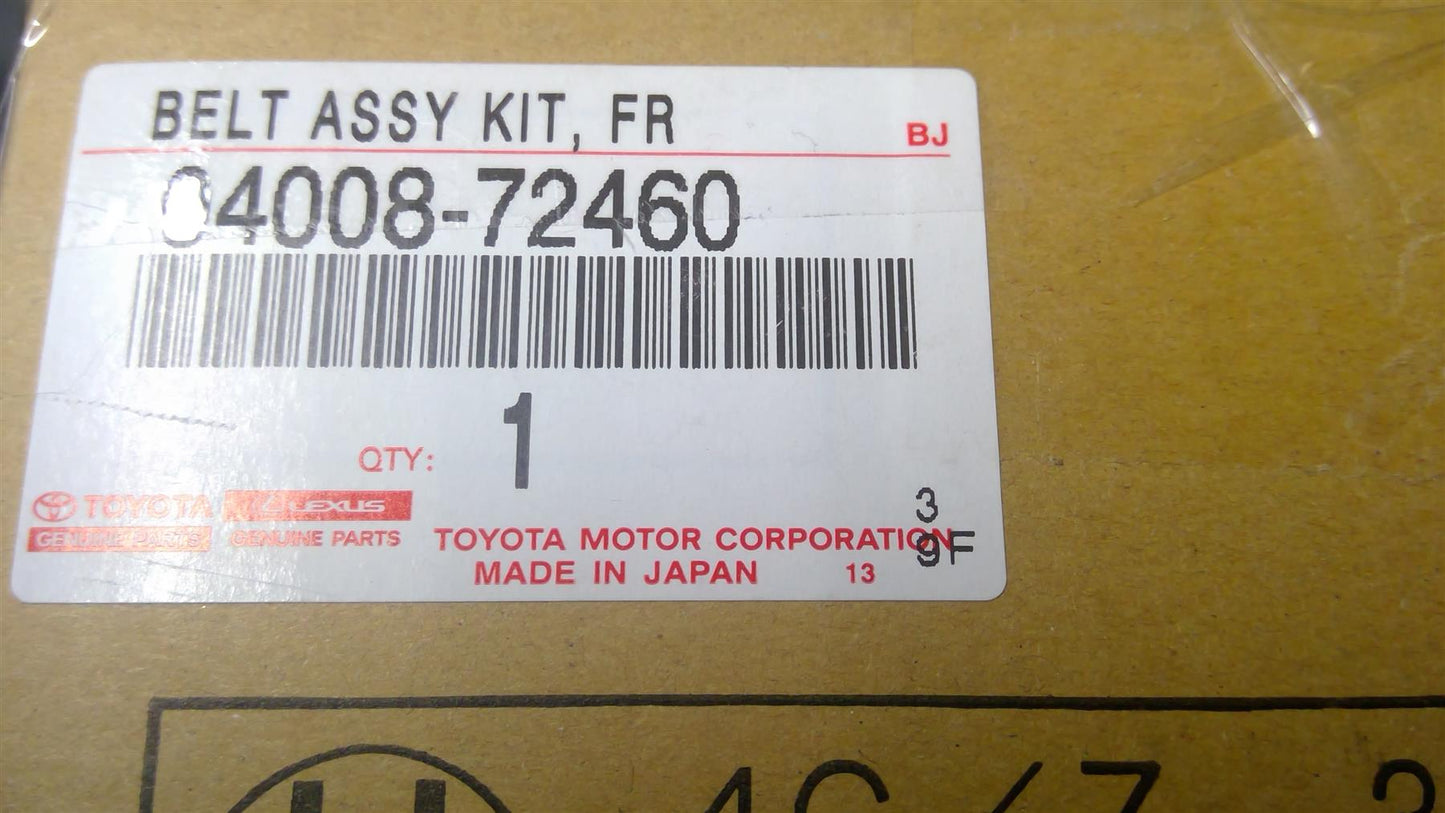 BELT ASSY KIT, FR
BJ
04008-72460
QTY: 1
TOYOTA LEXUS
GENUINE PARTS GENUINE PARTS
TOYOTA MOTOR CORPORATION
MADE IN JAPAN 13
3
9F